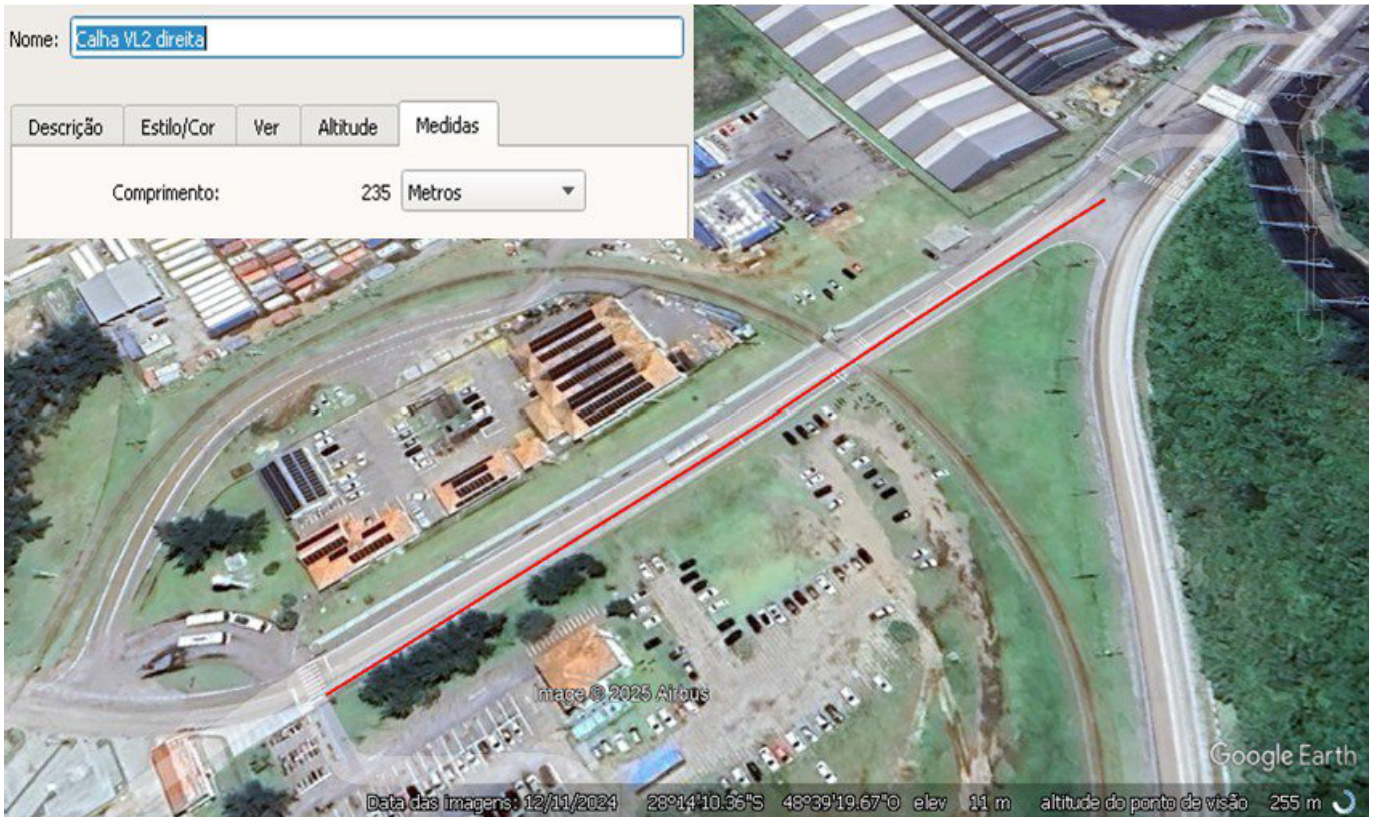 Nome: Calha VL2 direita
Descrição Estilo/Cor Ver Altitude Medidas
Comprimento: 235 Metros
Image © 2025 Airbus
Google Earth
Data das imagens: 12/11/2024 28°14'10.36"S 48°39'19.67"O elev 11 m altitude do ponto de visão 255 m